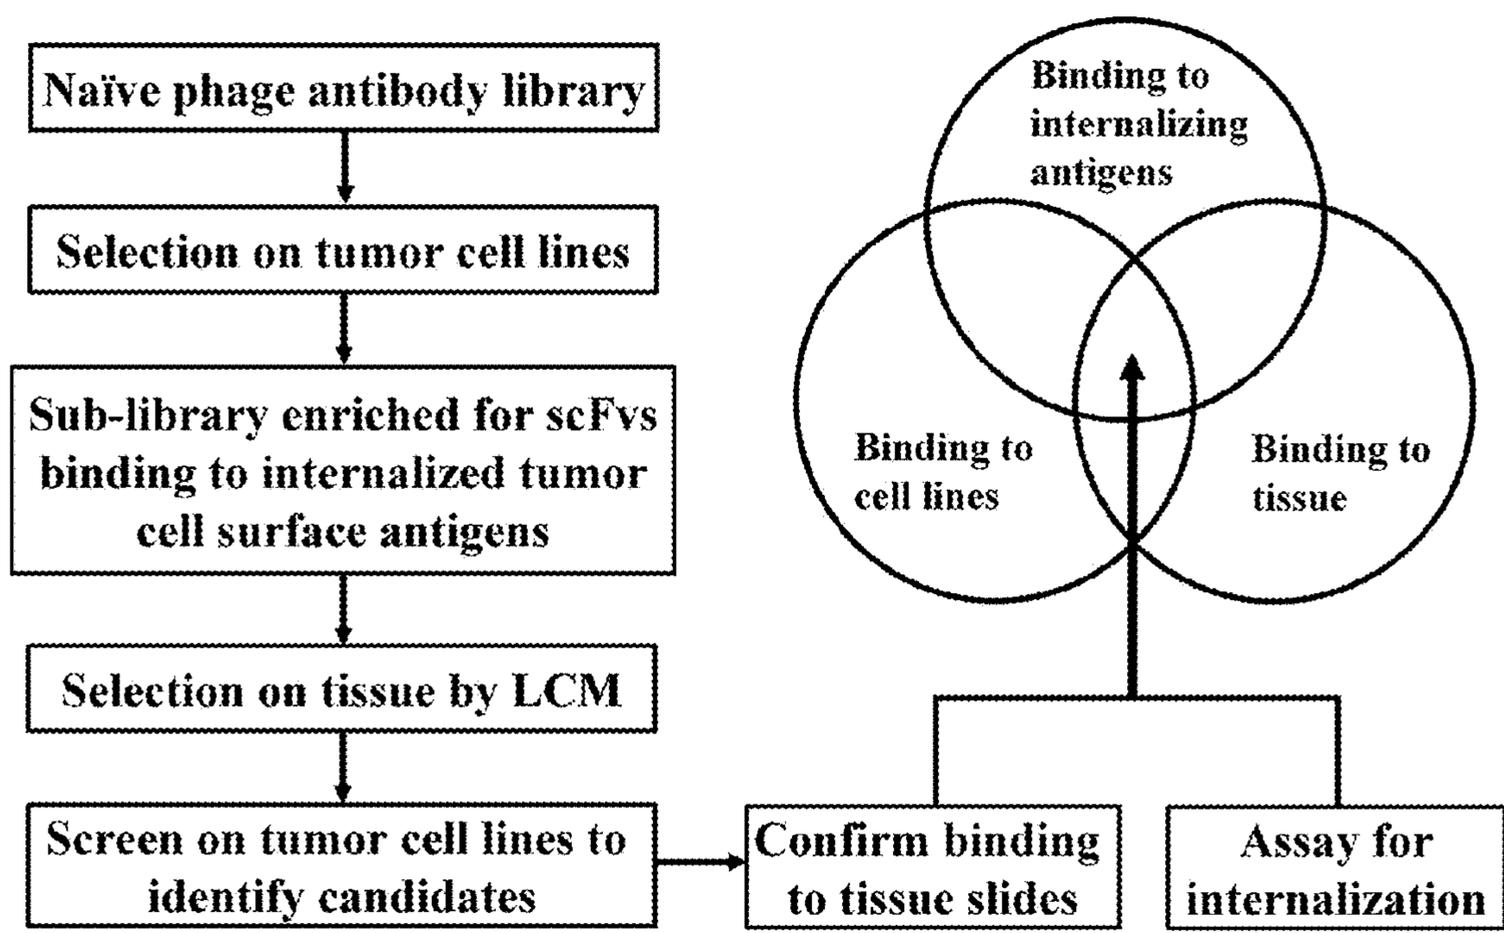 Naïve phage antibody library
Selection on tumor cell lines
Sub-library enriched for scFvs
binding to internalized tumor
cell surface antigens
Selection on tissue by LCM
Screen on tumor cell lines to
identify candidates
Confirm binding
to tissue slides
Assay for
internalization
Binding to
internalizing
antigens
Binding to
cell lines
Binding to
tissue